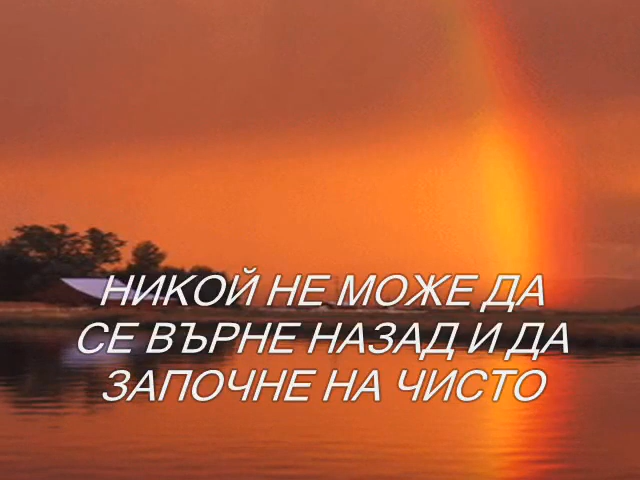 НИКОЙ НЕ МОЖЕ ДА
СЕ ВЪРНЕ НАЗАД И ДА
ЗАПОЧНЕ НА ЧИСТО